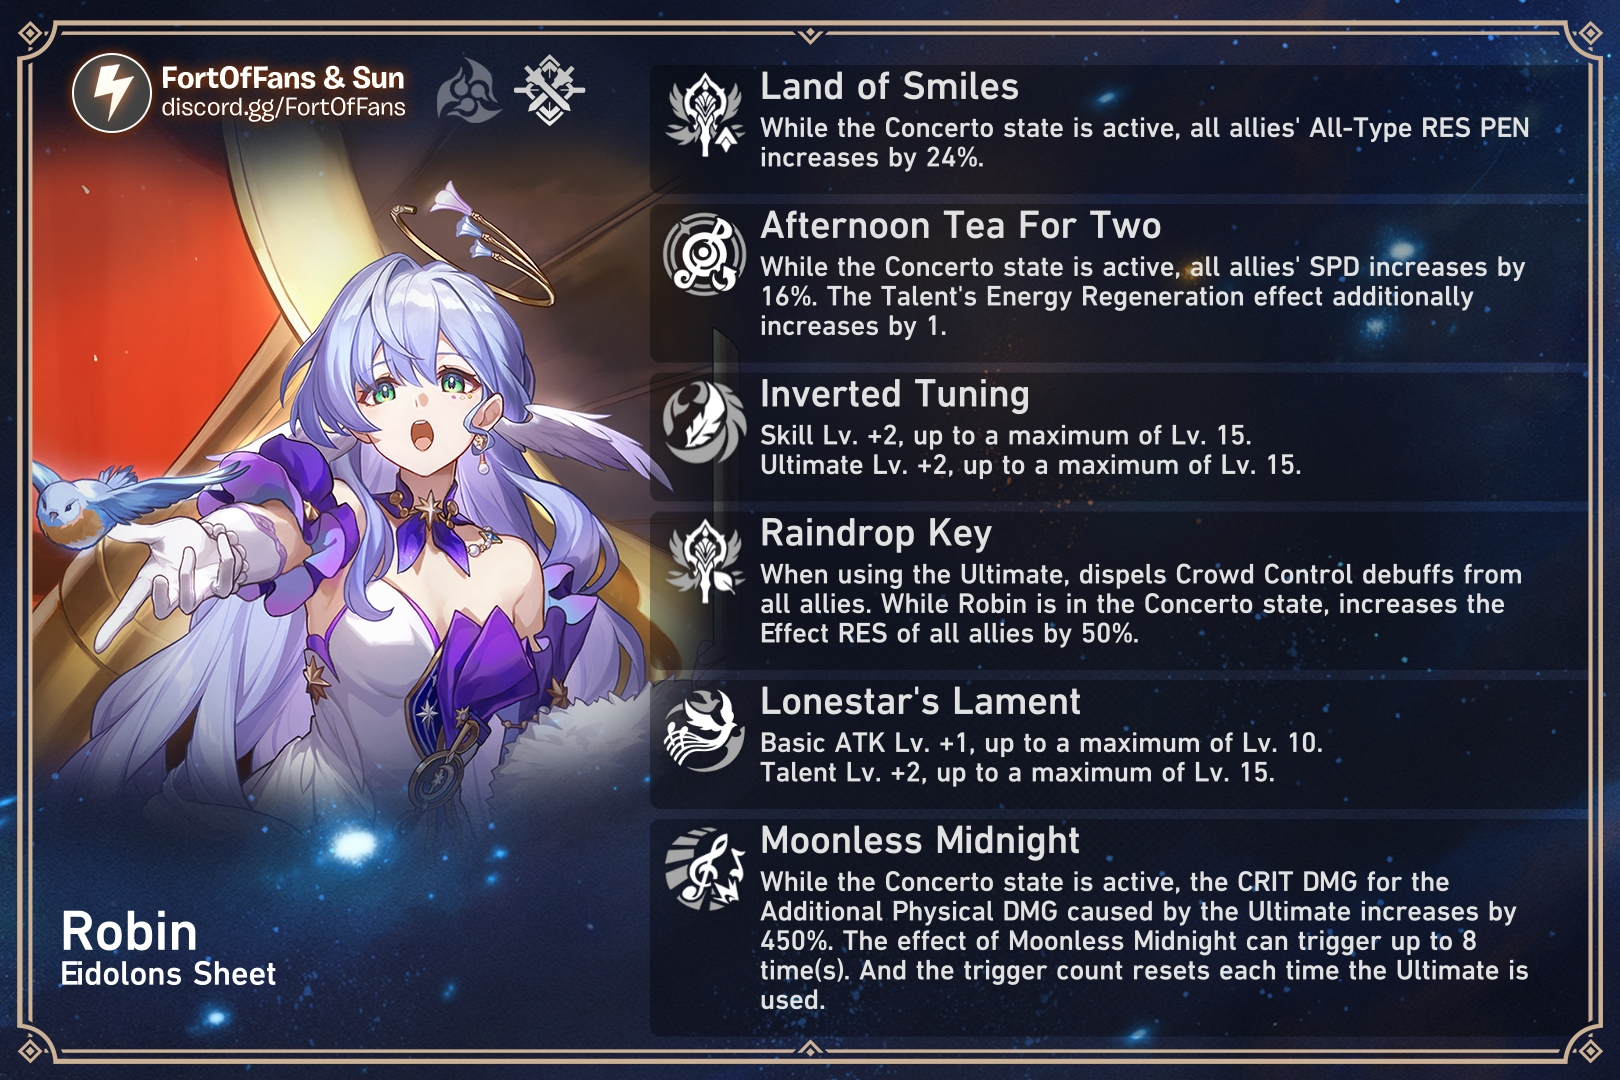 FortOfFans & Sun
discord.gg/FortOfFans
Land of Smiles
While the Concerto state is active, all allies' All-Type RES PEN
increases by 24%.
Afternoon Tea For Two
While the Concerto state is active, all allies' SPD increases by
16%. The Talent's Energy Regeneration effect additionally
increases by 1.
Inverted Tuning
Skill Lv. +2, up to a maximum of Lv. 15.
Ultimate Lv. +2, up to a maximum of Lv. 15.
Raindrop Key
When using the Ultimate, dispels Crowd Control debuffs from
all allies. While Robin is in the Concerto state, increases the
Effect RES of all allies by 50%.
Lonestar's Lament
Basic ATK Lv. +1, up to a maximum of Lv. 10.
Talent Lv. +2, up to a maximum of Lv. 15.
Moonless Midnight
While the Concerto state is active, the CRIT DMG for the
Additional Physical DMG caused by the Ultimate increases by
450%. The effect of Moonless Midnight can trigger up to 8
time(s). And the trigger count resets each time the Ultimate is
used.
Robin
Eidolons Sheet